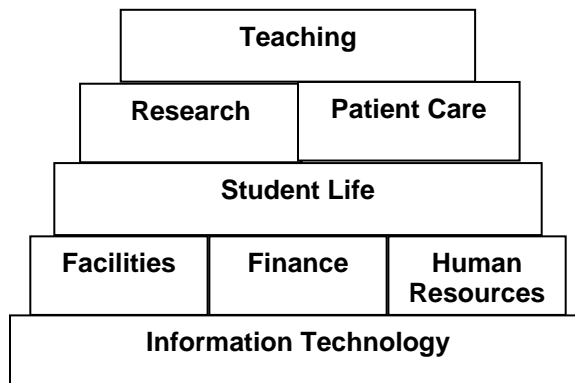 Teaching
Research
Patient Care
Student Life
Facilities
Finance
Human
Resources
Information Technology